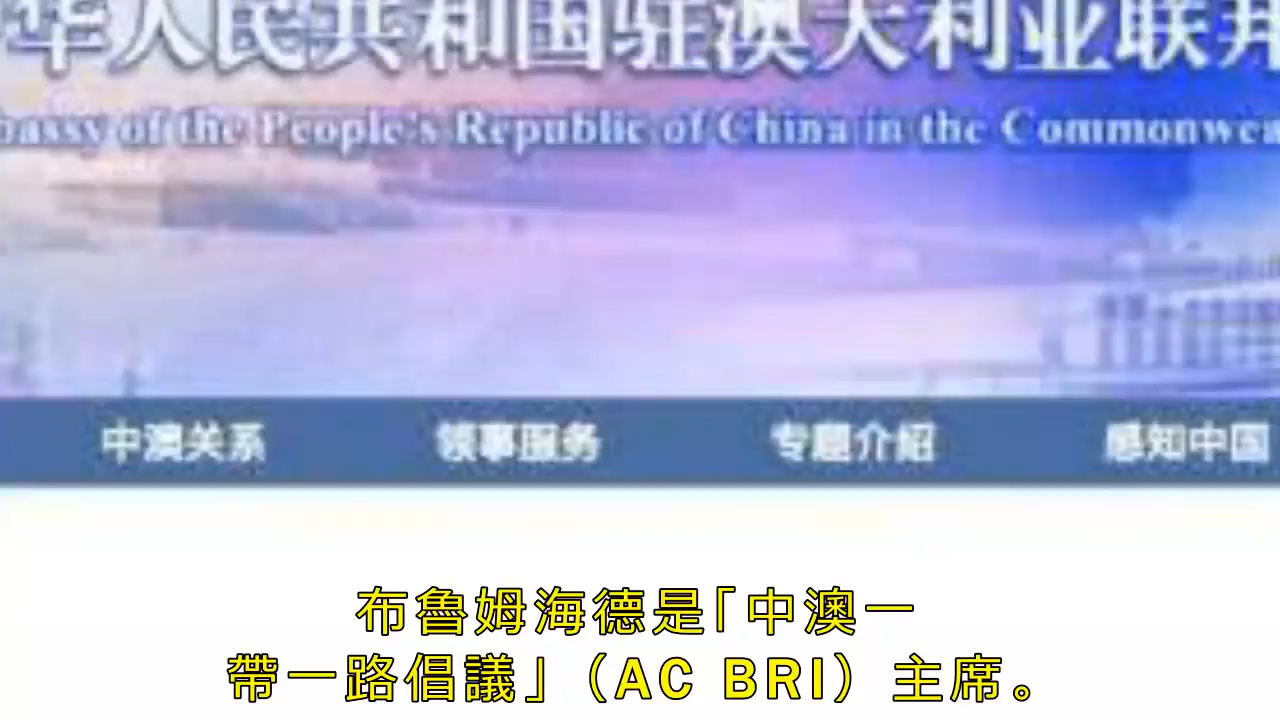 华人民共和国驻澳大利亚联邦
bassy of the People's Republic of China in the Commonwea
中澳关系 领事服务 专题介绍 感知中国
布魯姆海德是「中澳一
帶一路倡議」（AC BRI）主席。